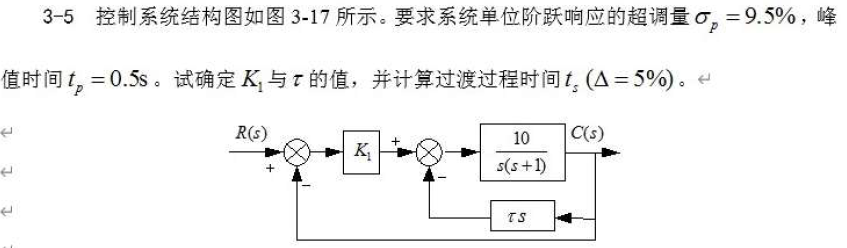 3-5 控制系统结构图如图 3-17 所示。要求系统单位阶跃响应的超调量 σp = 9.5%，峰
值时间 tp = 0.5s。试确定 K1 与 τ 的值，并计算过渡过程时间 ts (Δ = 5%)。↵
↵
R(s)
+
−
K1
+
−
10
s(s+1)
C(s)
↵
↵
τs